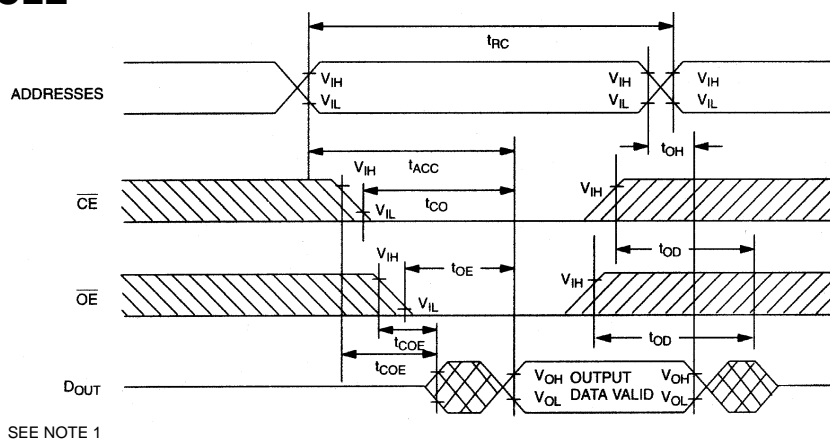 tRC
VIH VIH VIH
ADDRESSES
VIL VIL VIL
tOH
tACC
VIH
VIH
CE
tCO
VIL
tOD
VIH
tOE
VIH
OE
VIL
tOD
tCOE
tCOE
VOH OUTPUT VOH
DOUT
VOL DATA VALID VOL
SEE NOTE 1